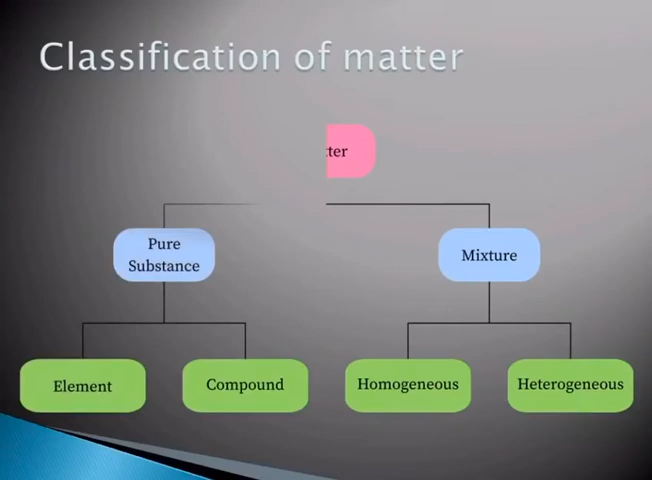 Classification of matter
tter
Pure
Substance
Mixture
Element
Compound
Homogeneous
Heterogeneous